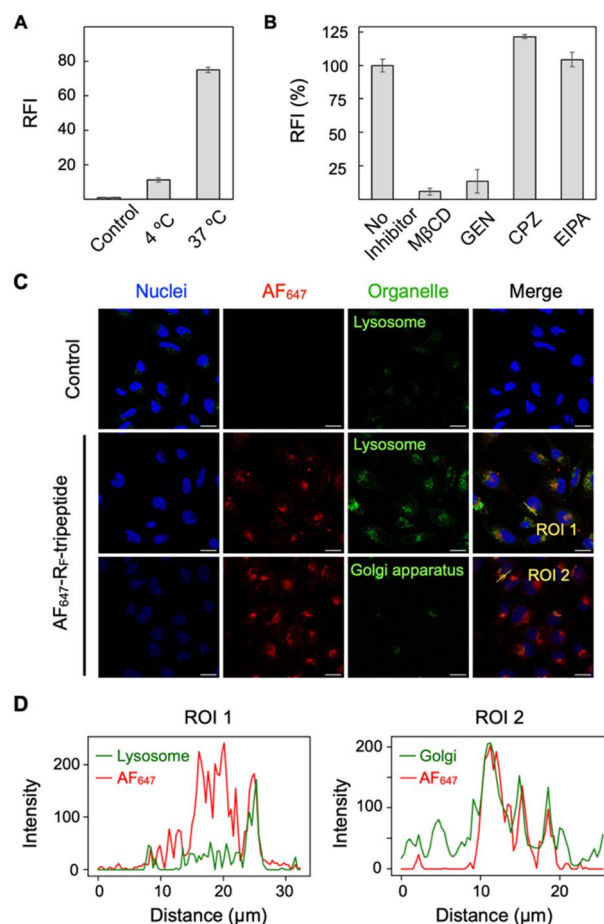 A
RFI
80
60
40
20
Control
4 ºC
37 ºC
B
RFI (%)
125
100
75
50
25
No
Inhibitor
MβCD
GEN
CPZ
EIPA
C
Nuclei AF647 Organelle Merge
Control
Lysosome
AF647-RF-tripeptide
Lysosome
ROI 1
Golgi apparatus
ROI 2
D
ROI 1
Lysosome
AF647
Intensity
200
100
0
0 10 20 30
Distance (µm)
ROI 2
Golgi
AF647
Intensity
200
100
0
0 10 20
Distance (µm)